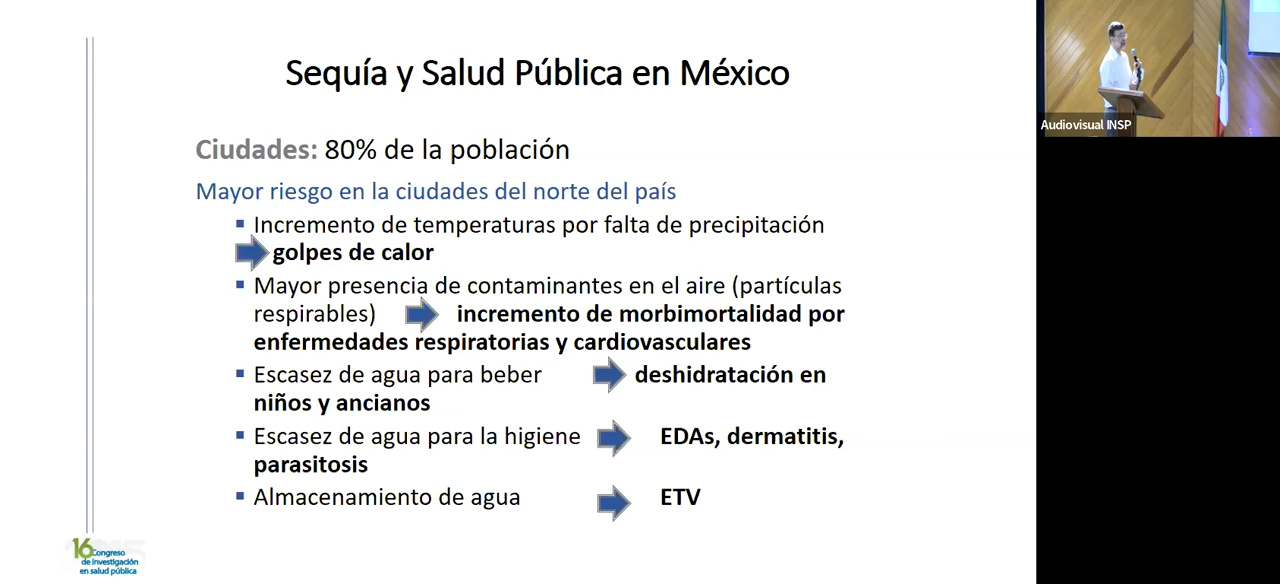 Sequía y Salud Pública en México
Ciudades: 80% de la población
Mayor riesgo en la ciudades del norte del país
Incremento de temperaturas por falta de precipitación
golpes de calor
Mayor presencia de contaminantes en el aire (partículas
respirables) incremento de morbimortalidad por
enfermedades respiratorias y cardiovasculares
Escasez de agua para beber deshidratación en
niños y ancianos
Escasez de agua para la higiene EDAs, dermatitis,
parasitosis
Almacenamiento de agua ETV
16 Congreso
de investigación
en salud pública
Audiovisual INSP